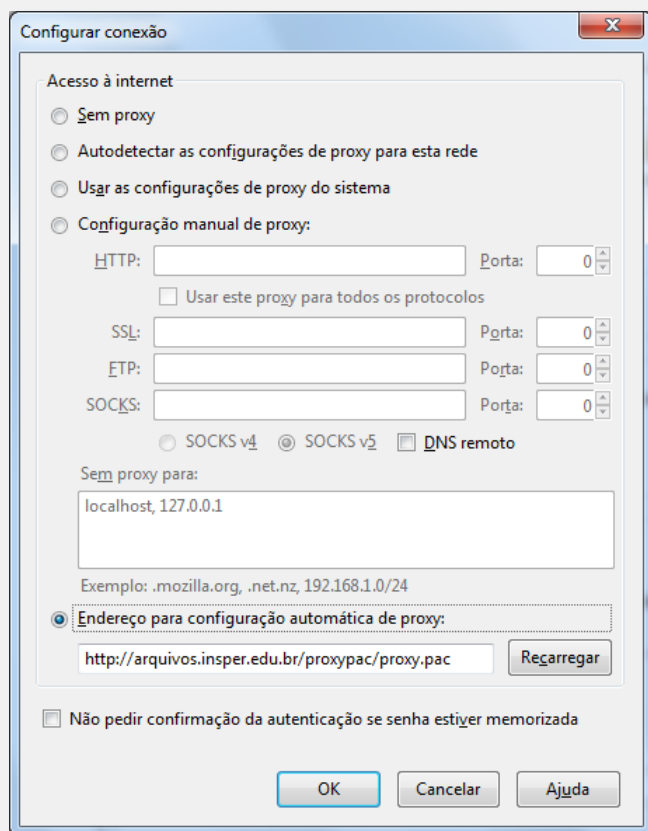 Configurar conexão
Acesso à internet
Sem proxy
Autodetectar as configurações de proxy para esta rede
Usar as configurações de proxy do sistema
Configuração manual de proxy:
HTTP: Porta: 0
Usar este proxy para todos os protocolos
SSL: Porta: 0
FTP: Porta: 0
SOCKS: Porta: 0
SOCKS v4 SOCKS v5 DNS remoto
Sem proxy para:
localhost, 127.0.0.1
Exemplo: .mozilla.org, .net.nz, 192.168.1.0/24
Endereço para configuração automática de proxy:
http://arquivos.insper.edu.br/proxypac/proxy.pac Recarregar
Não pedir confirmação da autenticação se senha estiver memorizada
OK Cancelar Ajuda